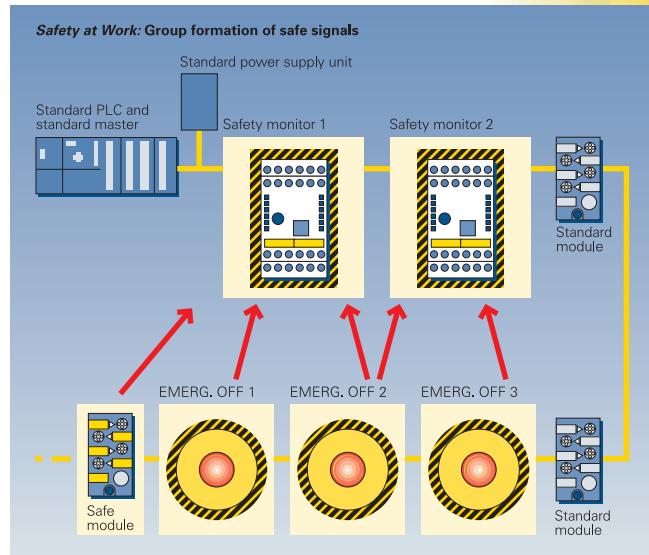 Safety at Work: Group formation of safe signals
Standard power supply unit
Standard PLC and
standard master
Safety monitor 1
Safety monitor 2
Standard
module
EMERG. OFF 1
EMERG. OFF 2
EMERG. OFF 3
Safe
module
Standard
module